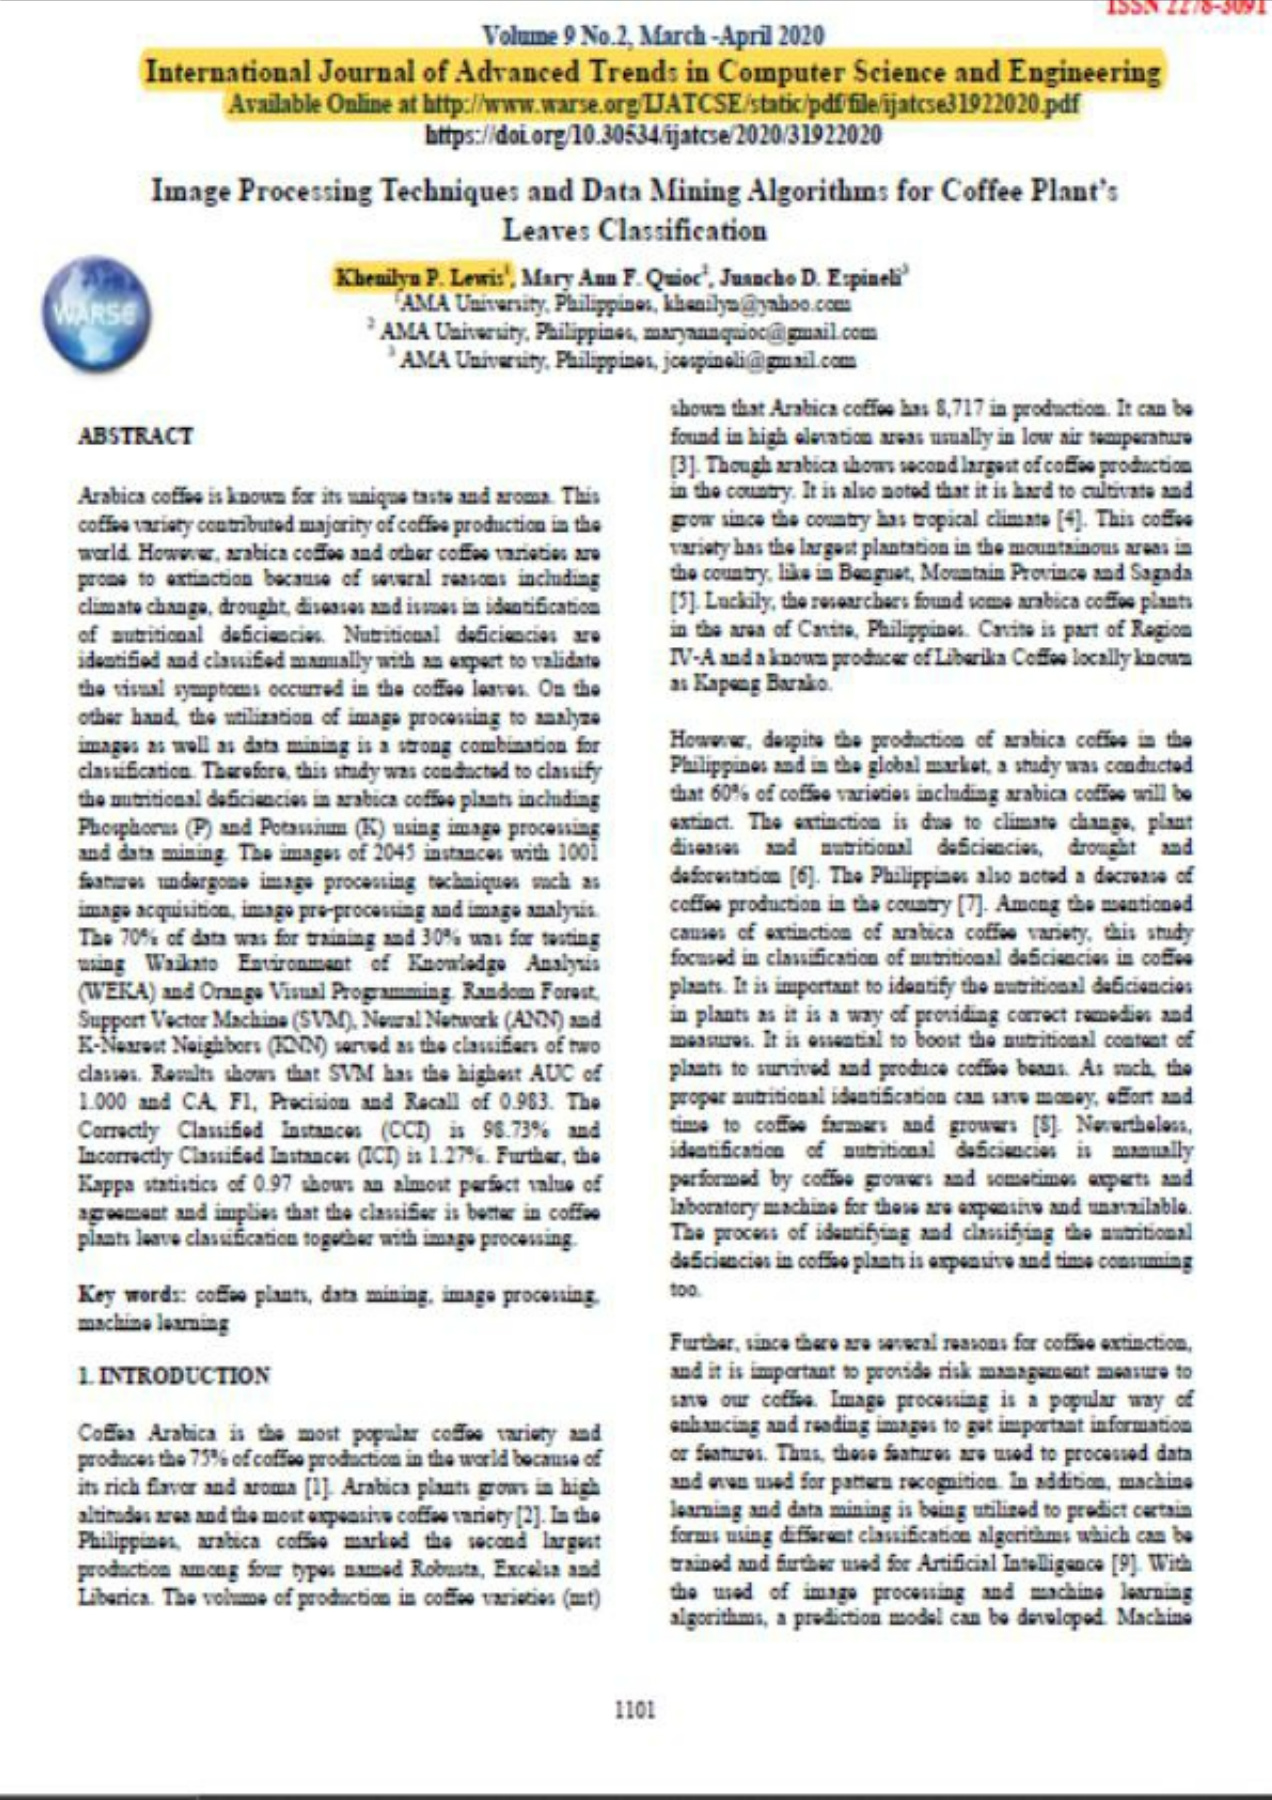 ISSN 2278-3091
Volume 9 No.2, March -April 2020
International Journal of Advanced Trends in Computer Science and Engineering
Available Online at http://www.warse.org/IJATCSE/static/pdf/file/ijatcse31922020.pdf
https://doi.org/10.30534/ijatcse/2020/31922020
Image Processing Techniques and Data Mining Algorithms for Coffee Plant's
Leaves Classification
WARSE
Khenilyn P. Lewis¹, Mary Ann F. Quioc², Juancho D. Espineli³
¹AMA University, Philippines, khenilyn@yahoo.com
² AMA University, Philippines, maryannquioc@gmail.com
³ AMA University, Philippines, jcespineli@gmail.com
ABSTRACT
Arabica coffee is known for its unique taste and aroma. This
coffee variety contributed majority of coffee production in the
world. However, arabica coffee and other coffee varieties are
prone to extinction because of several reasons including
climate change, drought, diseases and issues in identification
of nutritional deficiencies. Nutritional deficiencies are
identified and classified manually with an expert to validate
the visual symptoms occurred in the coffee leaves. On the
other hand, the utilization of image processing to analyze
images as well as data mining is a strong combination for
classification. Therefore, this study was conducted to classify
the nutritional deficiencies in arabica coffee plants including
Phosphorus (P) and Potassium (K) using image processing
and data mining. The images of 2045 instances with 1001
features undergone image processing techniques such as
image acquisition, image pre-processing and image analysis.
The 70% of data was for training and 30% was for testing
using Waikato Environment of Knowledge Analysis
(WEKA) and Orange Visual Programming. Random Forest,
Support Vector Machine (SVM), Neural Network (ANN) and
K-Nearest Neighbors (KNN) served as the classifiers of two
classes. Results shows that SVM has the highest AUC of
1.000 and CA, F1, Precision and Recall of 0.983. The
Correctly Classified Instances (CCI) is 98.73% and
Incorrectly Classified Instances (ICI) is 1.27%. Further, the
Kappa statistics of 0.97 shows an almost perfect value of
agreement and implies that the classifier is better in coffee
plants leave classification together with image processing.
Key words: coffee plants, data mining, image processing,
machine learning
1. INTRODUCTION
Coffea Arabica is the most popular coffee variety and
produces the 75% of coffee production in the world because of
its rich flavor and aroma [1]. Arabica plants grows in high
altitudes area and the most expensive coffee variety [2]. In the
Philippines, arabica coffee marked the second largest
production among four types named Robusta, Excelsa and
Liberica. The volume of production in coffee varieties (mt)
shown that Arabica coffee has 8,717 in production. It can be
found in high elevation areas usually in low air temperature
[3]. Though arabica shows second largest of coffee production
in the country. It is also noted that it is hard to cultivate and
grow since the country has tropical climate [4]. This coffee
variety has the largest plantation in the mountainous areas in
the country, like in Benguet, Mountain Province and Sagada
[5]. Luckily, the researchers found some arabica coffee plants
in the area of Cavite, Philippines. Cavite is part of Region
IV-A and a known producer of Liberika Coffee locally known
as Kapeng Barako.
However, despite the production of arabica coffee in the
Philippines and in the global market, a study was conducted
that 60% of coffee varieties including arabica coffee will be
extinct. The extinction is due to climate change, plant
diseases and nutritional deficiencies, drought and
deforestation [6]. The Philippines also noted a decrease of
coffee production in the country [7]. Among the mentioned
causes of extinction of arabica coffee variety, this study
focused in classification of nutritional deficiencies in coffee
plants. It is important to identify the nutritional deficiencies
in plants as it is a way of providing correct remedies and
measures. It is essential to boost the nutritional content of
plants to survived and produce coffee beans. As such, the
proper nutritional identification can save money, effort and
time to coffee farmers and growers [8]. Nevertheless,
identification of nutritional deficiencies is manually
performed by coffee growers and sometimes experts and
laboratory machine for these are expensive and unavailable.
The process of identifying and classifying the nutritional
deficiencies in coffee plants is expensive and time consuming
too.
Further, since there are several reasons for coffee extinction,
and it is important to provide risk management measure to
save our coffee. Image processing is a popular way of
enhancing and reading images to get important information
or features. Thus, these features are used to processed data
and even used for pattern recognition. In addition, machine
learning and data mining is being utilized to predict certain
forms using different classification algorithms which can be
trained and further used for Artificial Intelligence [9]. With
the used of image processing and machine learning
algorithms, a prediction model can be developed. Machine
1101